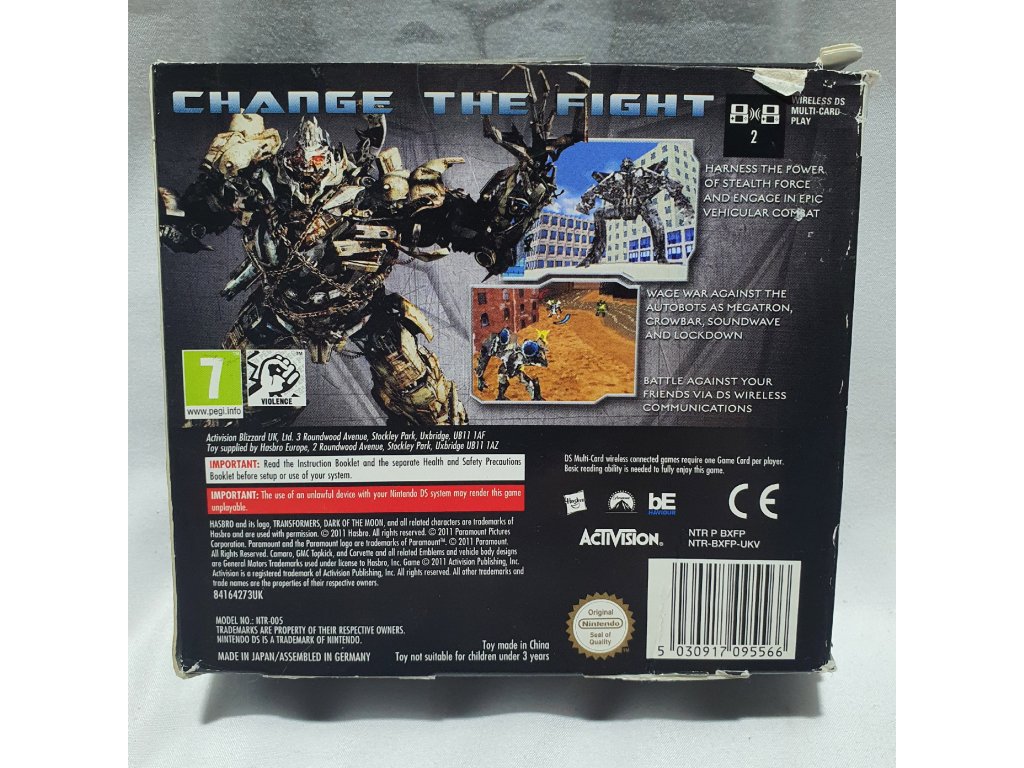 CHANGE THE FIGHT
2
WIRELESS DS
MULTI-CARD
PLAY
HARNESS THE POWER
OF STEALTH FORCE
AND ENGAGE IN EPIC
VEHICULAR COMBAT
WAGE WAR AGAINST THE
AUTOBOTS AS MEGATRON,
CROWBAR, SOUNDWAVE
AND LOCKDOWN
BATTLE AGAINST YOUR
FRIENDS VIA DS WIRELESS
COMMUNICATIONS
7
www.pegi.info
VIOLENCE
TM
Activision Blizzard UK, Ltd. 3 Roundwood Avenue, Stockley Park, Uxbridge, UB11 1AF
Toy supplied by Hasbro Europe, 2 Roundwood Avenue, Stockley Park, Uxbridge UB11 1AZ
IMPORTANT: Read the Instruction Booklet and the separate Health and Safety Precautions
Booklet before setup or use of your system.
IMPORTANT: The use of an unlawful device with your Nintendo DS system may render this game
unplayable.
HASBRO and its logo, TRANSFORMERS, DARK OF THE MOON, and all related characters are trademarks of
Hasbro and are used with permission. © 2011 Hasbro. All rights reserved. © 2011 Paramount Pictures
Corporation. Paramount and the Paramount logo are trademarks of Paramount™. © 2011 Paramount.
All Rights Reserved. Camaro, GMC Topkick, and Corvette and all related Emblems and vehicle body designs
are General Motors Trademarks used under license to Hasbro, Inc. Game © 2011 Activision Publishing, Inc.
Activision is a registered trademark of Activision Publishing, Inc. All rights reserved. All other trademarks and
trade names are the properties of their respective owners.
84164273UK
MODEL NO.: NTR-005
TRADEMARKS ARE PROPERTY OF THEIR RESPECTIVE OWNERS.
NINTENDO DS IS A TRADEMARK OF NINTENDO.
MADE IN JAPAN/ASSEMBLED IN GERMANY
Toy made in China
Toy not suitable for children under 3 years
DS Multi-Card wireless connected games require one Game Card per player.
Basic reading ability is needed to fully enjoy this game.
Hasbro
Paramount
bE
HAVIOUR
CE
ACTIVISION.
NTR P BXFP
NTR-BXFP-UKV
Original
Nintendo
Seal of
Quality
5 030917 095566